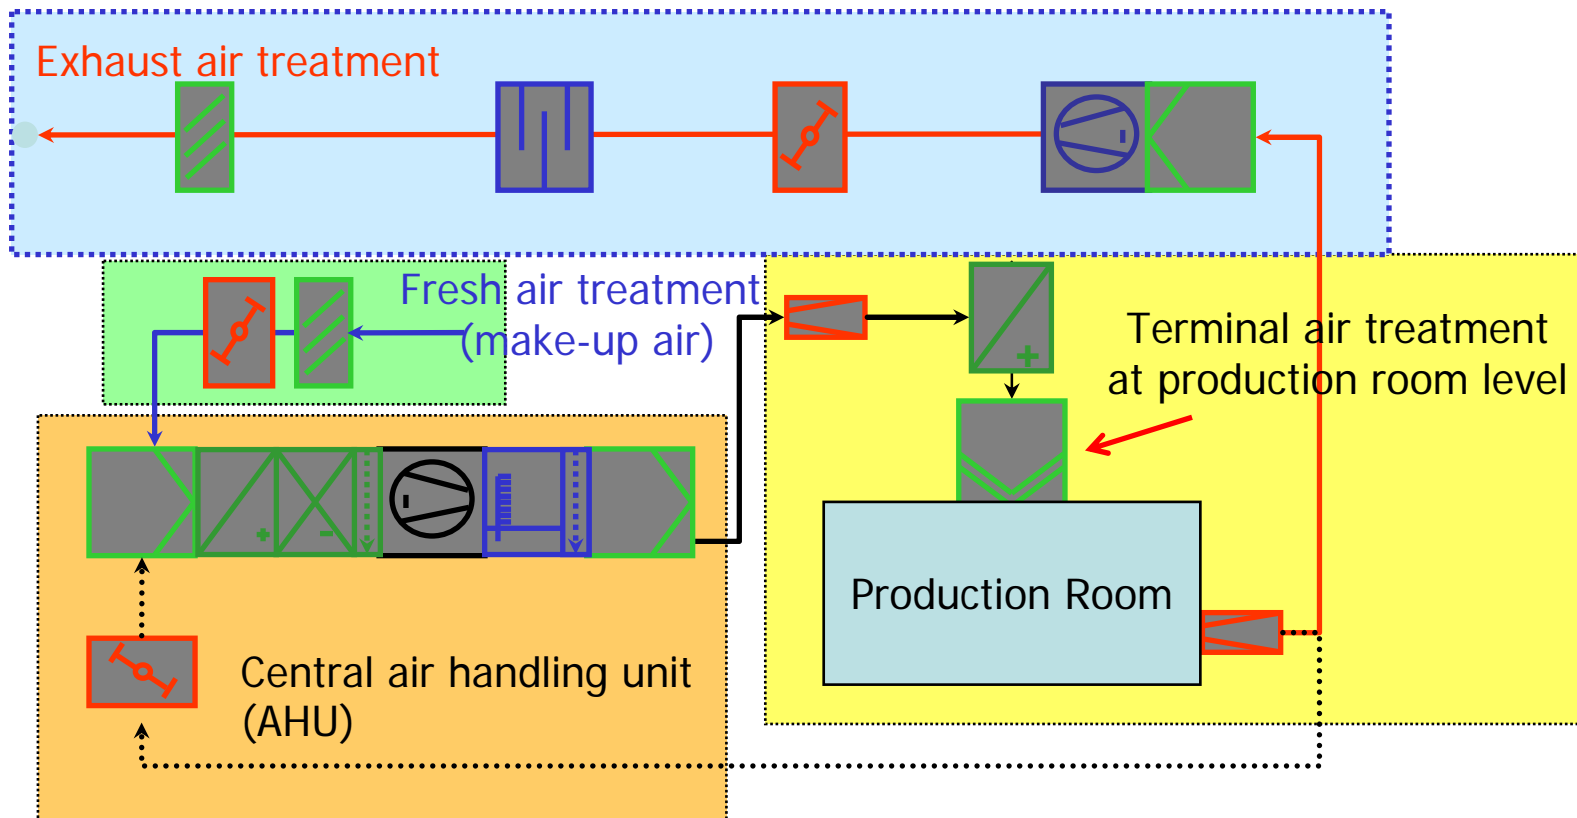 Exhaust air treatment
Fresh air treatment
(make-up air)
Terminal air treatment
at production room level
Production Room
Central air handling unit
(AHU)